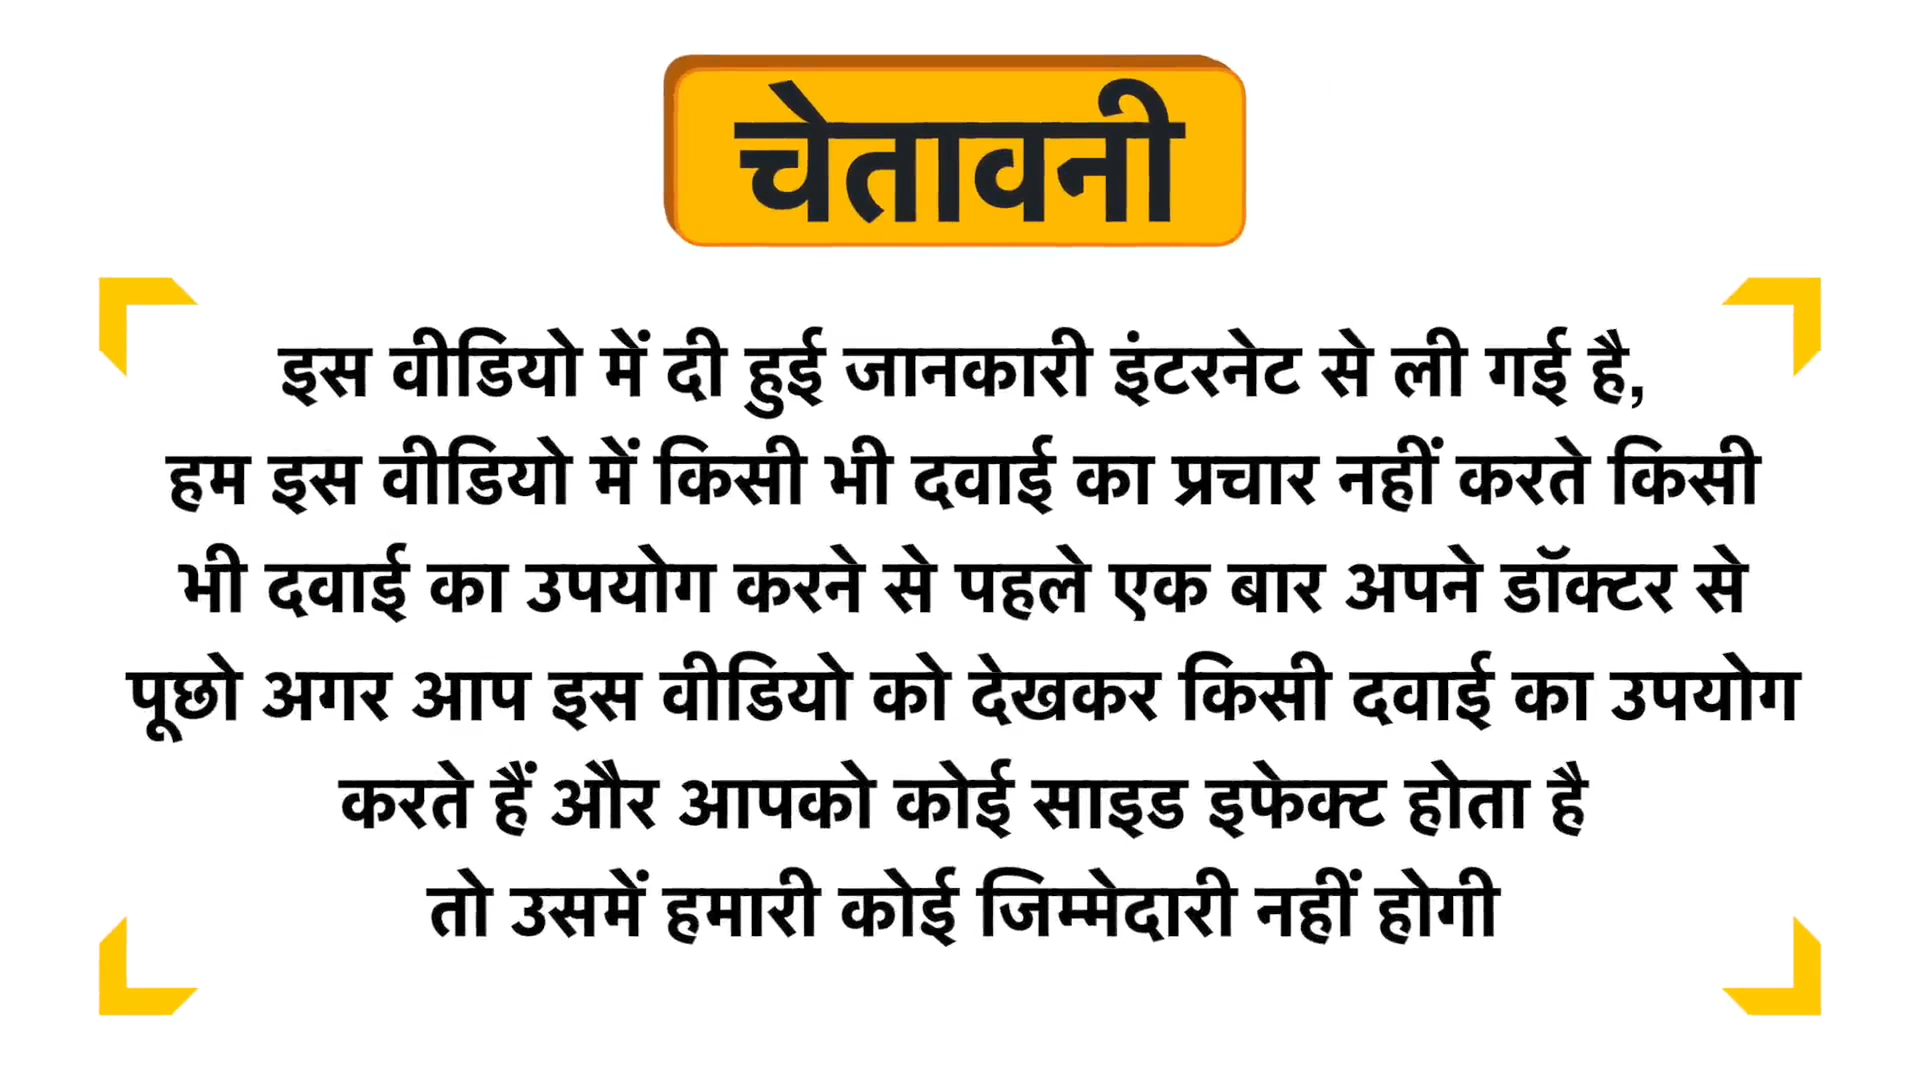 चेतावनी
इस वीडियो में दी हुई जानकारी इंटरनेट से ली गई है,
हम इस वीडियो में किसी भी दवाई का प्रचार नहीं करते किसी
भी दवाई का उपयोग करने से पहले एक बार अपने डॉक्टर से
पूछो अगर आप इस वीडियो को देखकर किसी दवाई का उपयोग
करते हैं और आपको कोई साइड इफेक्ट होता है
तो उसमें हमारी कोई जिम्मेदारी नहीं होगी